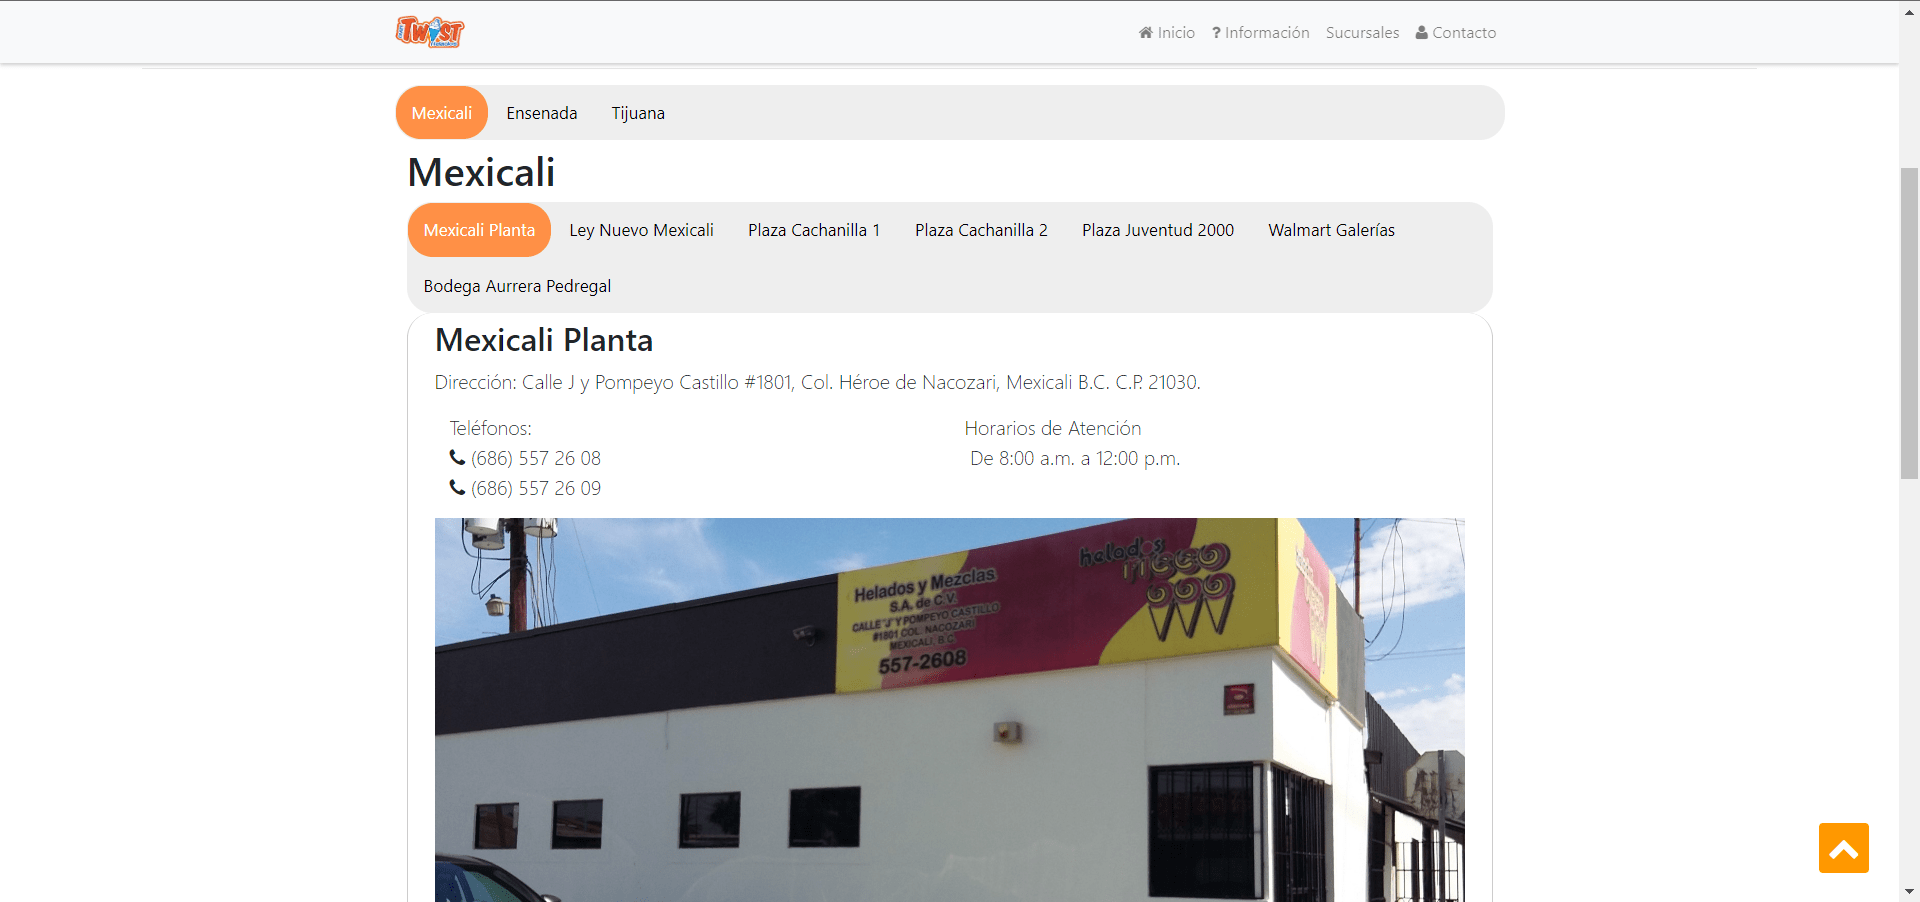 TWIST
Inicio
? Información
Sucursales
Contacto
Mexicali
Ensenada
Tijuana
Mexicali
Mexicali Planta
Ley Nuevo Mexicali
Plaza Cachanilla 1
Plaza Cachanilla 2
Plaza Juventud 2000
Walmart Galerías
Bodega Aurrera Pedregal
Mexicali Planta
Dirección: Calle J y Pompeyo Castillo #1801, Col. Héroe de Nacozari, Mexicali B.C. C.P. 21030.
Teléfonos:
(686) 557 26 08
(686) 557 26 09
Horarios de Atención
De 8:00 a.m. a 12:00 p.m.
Helados y Mezclas
S.A. de C.V.
CALLE "J" Y POMPEYO CASTILLO
#1801 COL. NACOZARI
MEXICALI, B.C.
557-2608
helados